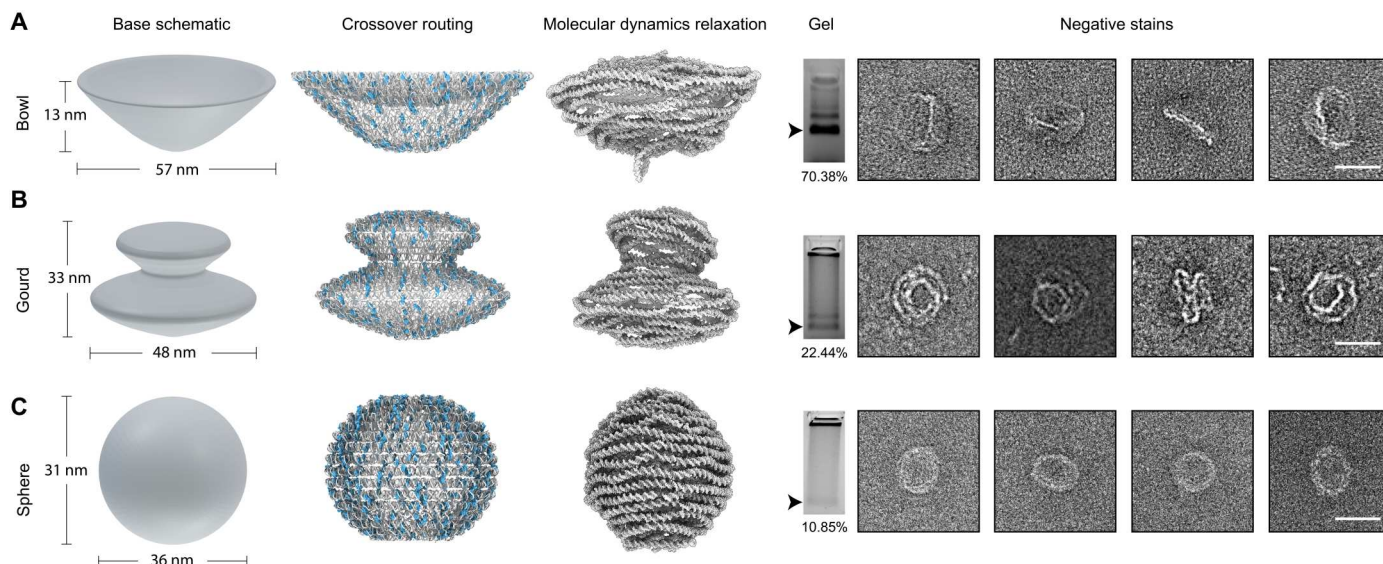 A
Base schematic
Crossover routing
Molecular dynamics relaxation
Gel
Negative stains
Bowl
13 nm
57 nm
70.38%
B
Gourd
33 nm
48 nm
22.44%
C
Sphere
31 nm
36 nm
10.85%